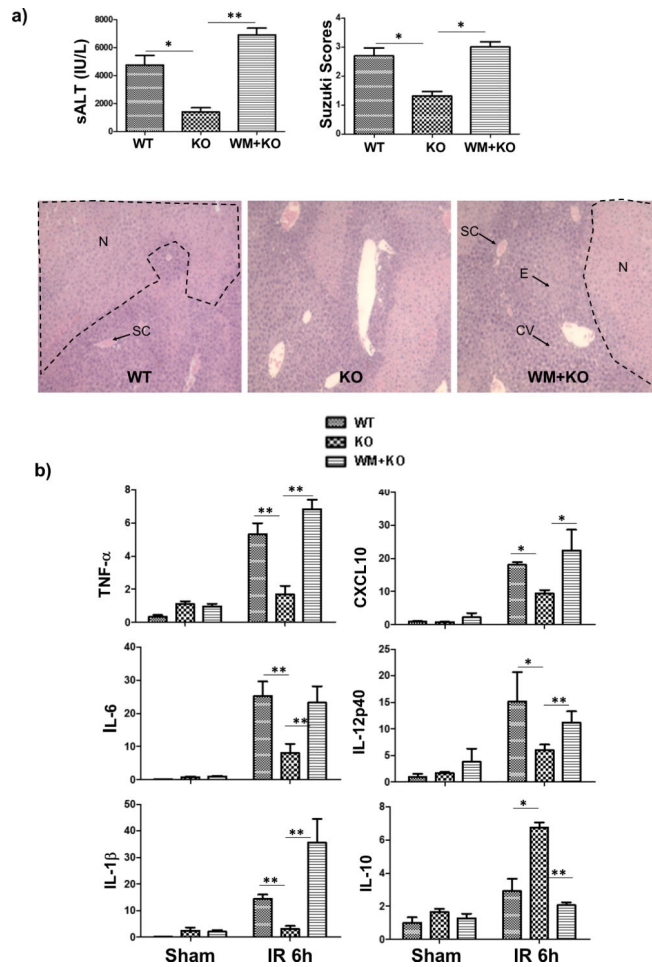 a)
sALT (IU/L)
8000
6000
4000
2000
0
*
**
WT
KO
WM+KO
Suzuki Scores
4
3
2
1
0
*
*
WT
KO
WM+KO
N
SC
WT
KO
SC
E
N
CV
WM+KO
WT
KO
WM+KO
b)
TNF-α
8
6
4
2
0
**
**
CXCL10
40
30
20
10
0
*
*
IL-6
40
30
20
10
0
**
**
IL-12p40
25
20
15
10
5
0
*
**
IL-1β
50
40
30
20
10
0
**
**
Sham
IR 6h
IL-10
8
6
4
2
0
*
**
Sham
IR 6h